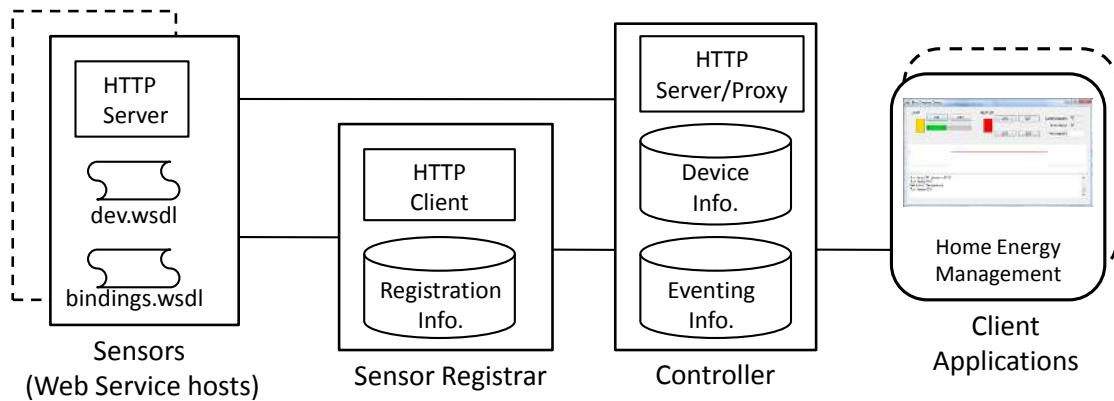 HTTP
Server
dev.wsdl
bindings.wsdl
Sensors
(Web Service hosts)
HTTP
Client
Registration
Info.
Sensor Registrar
HTTP
Server/Proxy
Device
Info.
Eventing
Info.
Controller
Home Energy
Management
Client
Applications